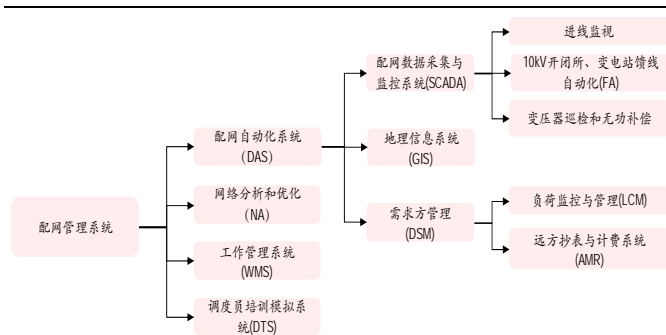 配网管理系统
配网自动化系统
（DAS）
网络分析和优化
（NA）
工作管理系统
(WMS)
调度员培训模拟系
统(DTS)
配网数据采集与
监控系统(SCADA)
地理信息系统
(GIS)
需求方管理
(DSM)
进线监视
10kV开闭所、变电站馈线
自动化(FA)
变压器巡检和无功补偿
负荷监控与管理(LCM)
远方抄表与计费系统
(AMR)